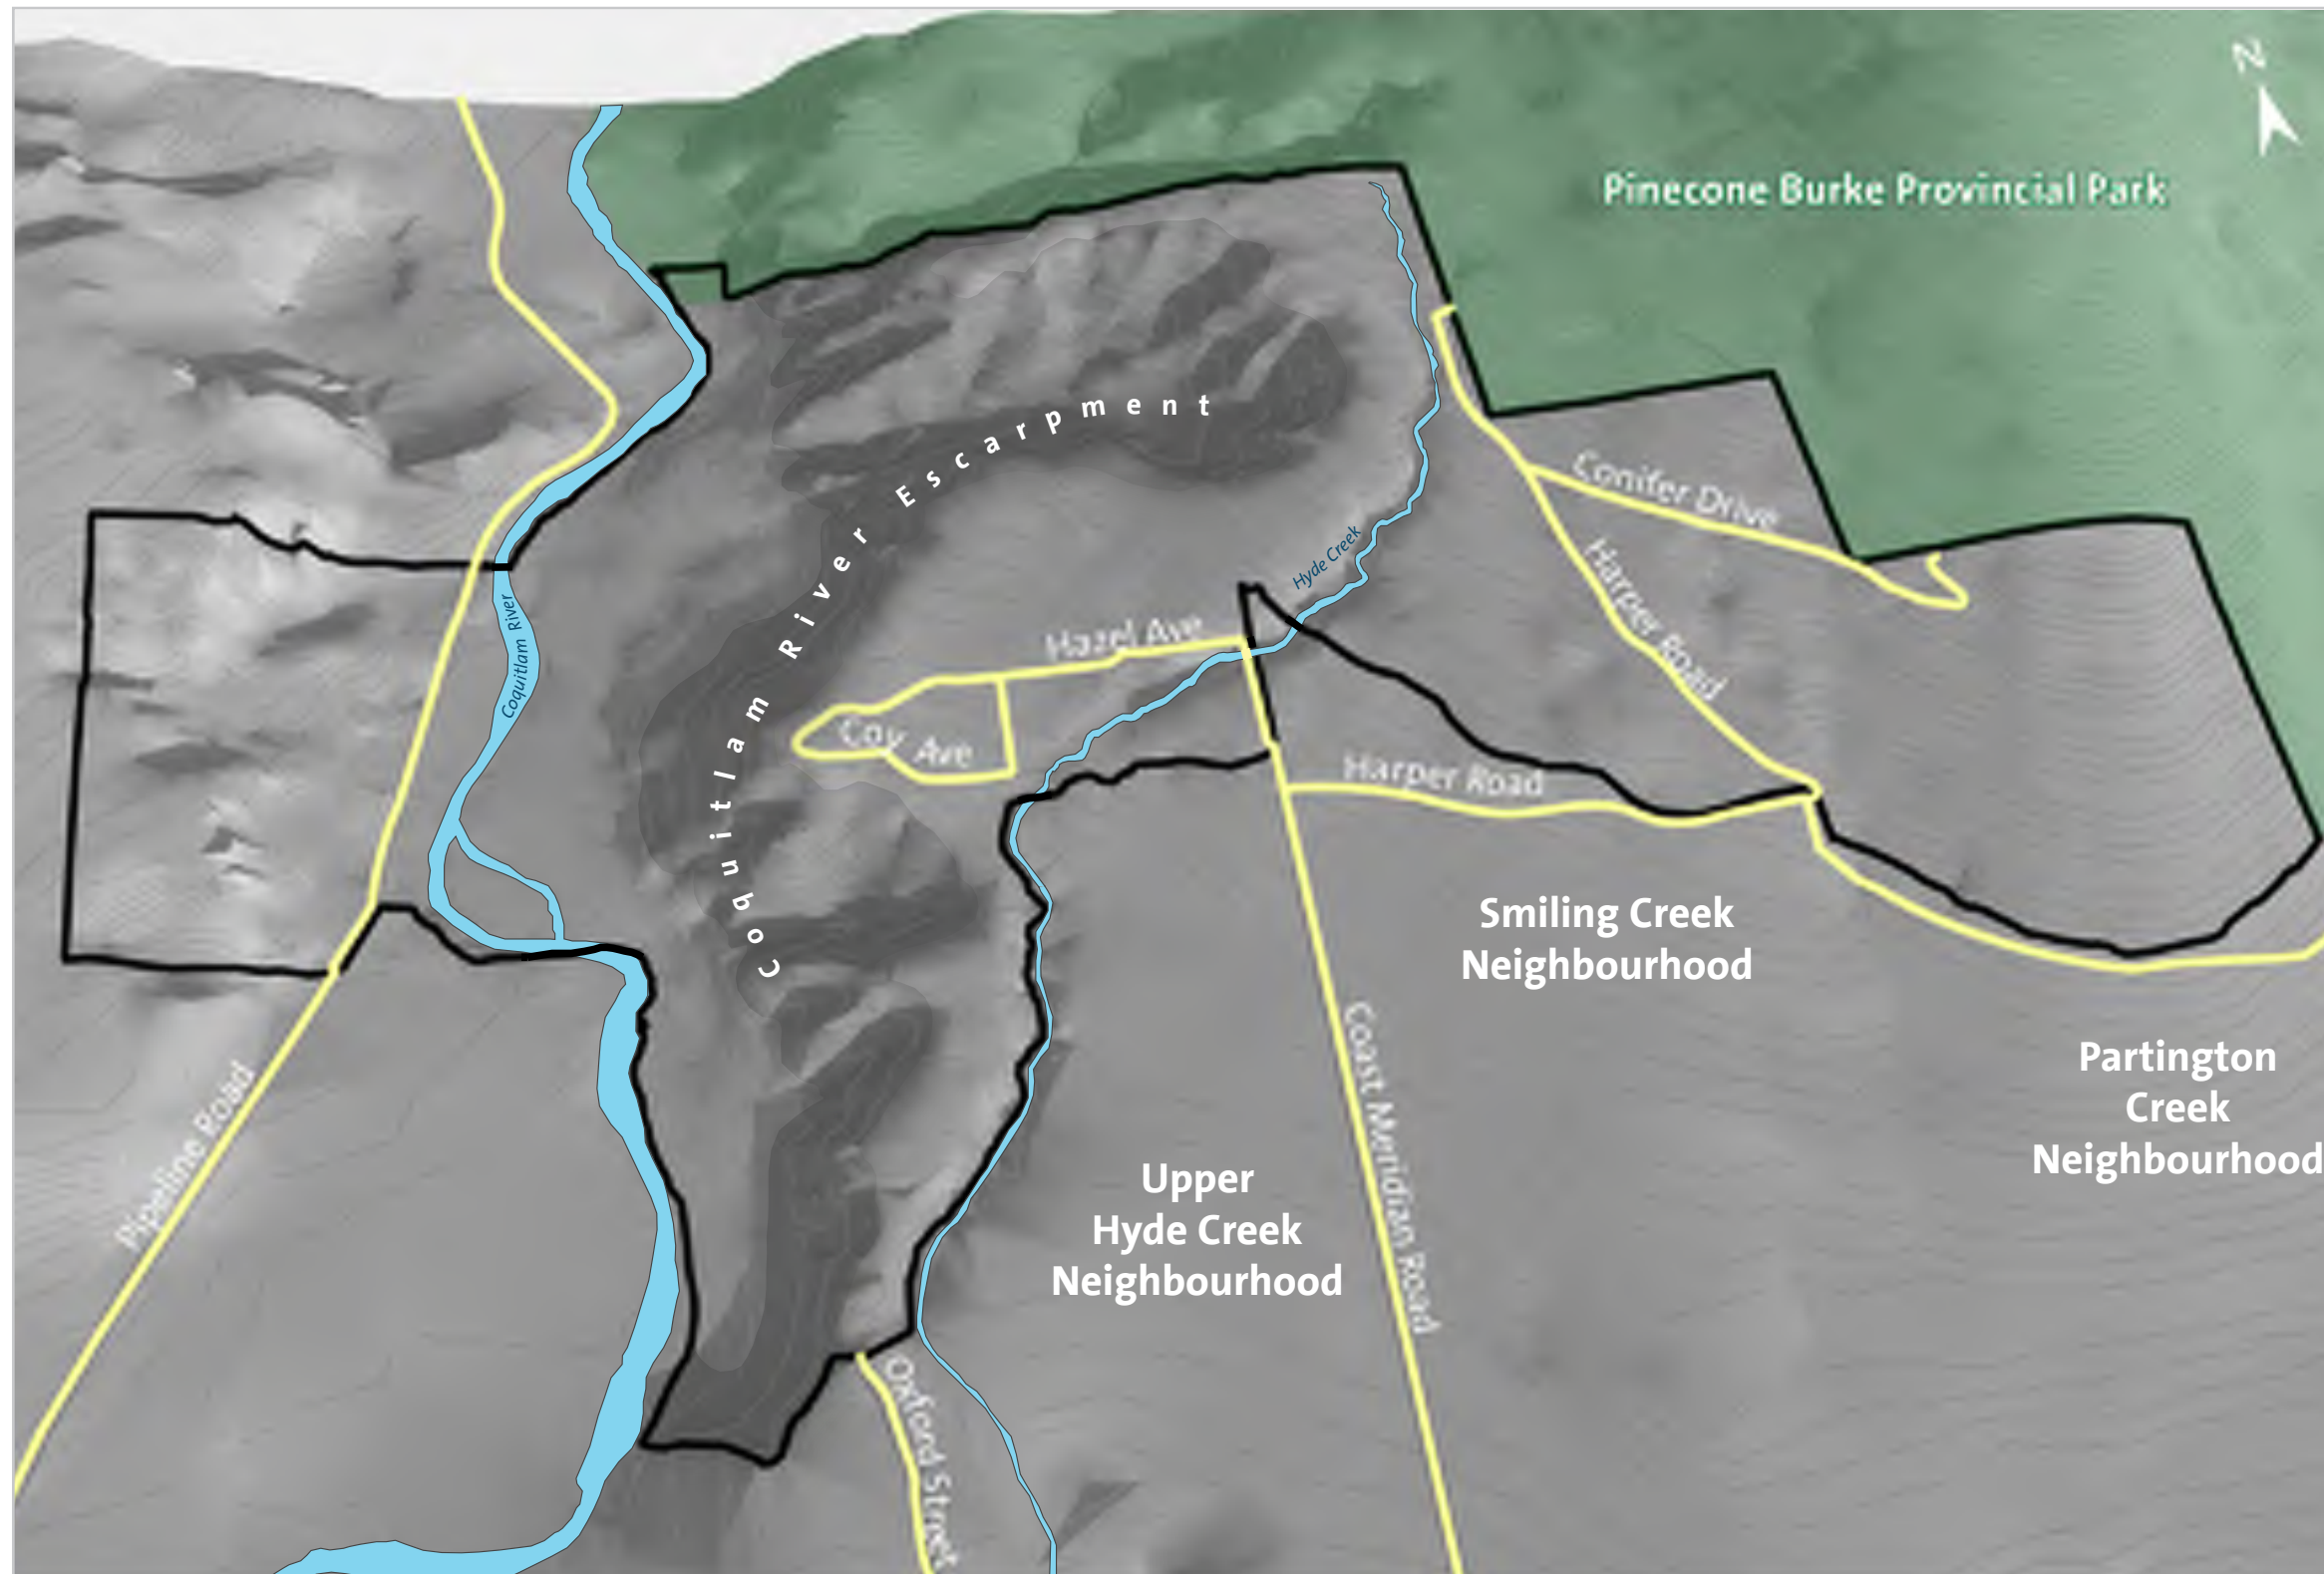 N
Pinecone Burke Provincial Park
Coquitlam River Escarpment
Conifer Drive
Hyde Creek
Harper Road
Coquitlam River
Hazel Ave
Coy Ave
Harper Road
Smiling Creek
Neighbourhood
Coast Meridian Road
Partington
Creek
Neighbourhood
Pipeline Road
Upper
Hyde Creek
Neighbourhood
Oxford Street